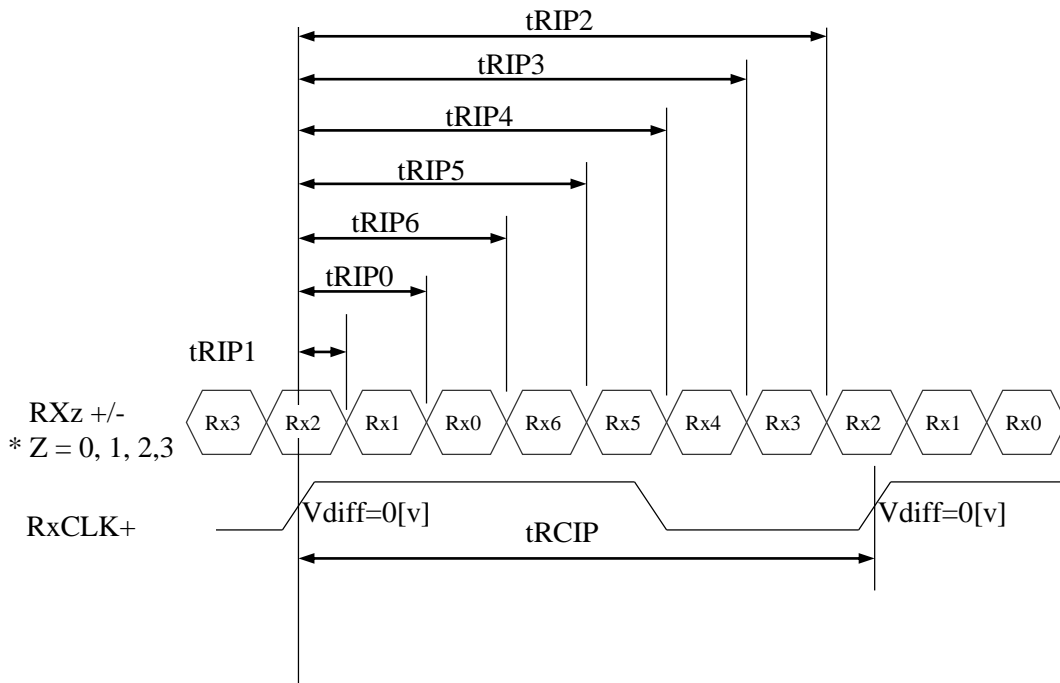 tRIP2
tRIP3
tRIP4
tRIP5
tRIP6
tRIP0
tRIP1
RXz +/-
* Z = 0, 1, 2,3
Rx3 Rx2 Rx1 Rx0 Rx6 Rx5 Rx4 Rx3 Rx2 Rx1 Rx0
RxCLK+
Vdiff=0[v] Vdiff=0[v]
tRCIP